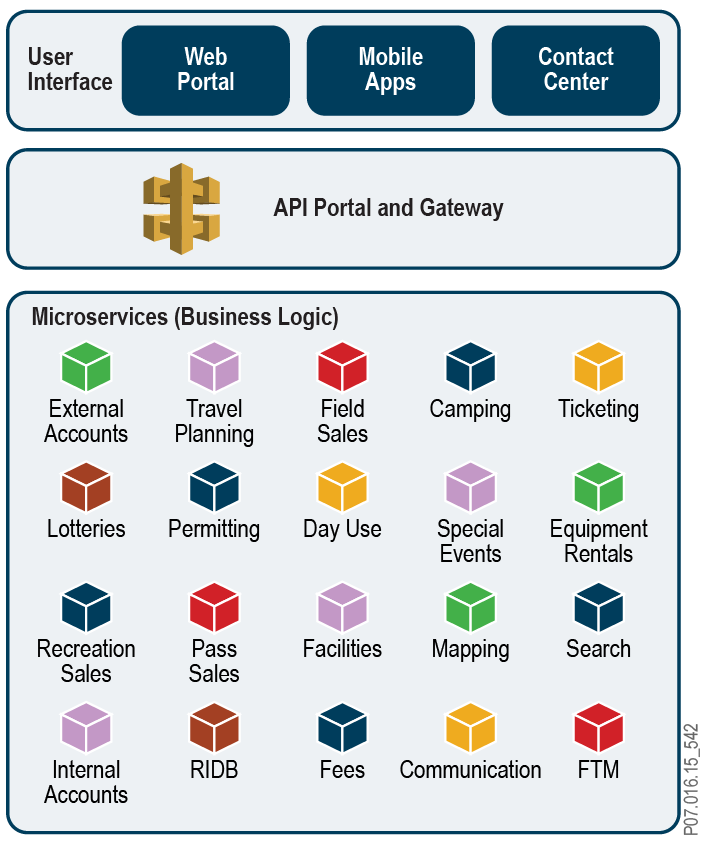 User
Interface
Web
Portal
Mobile
Apps
Contact
Center
API Portal and Gateway
Microservices (Business Logic)
External
Accounts
Travel
Planning
Field
Sales
Camping
Ticketing
Lotteries
Permitting
Day Use
Special
Events
Equipment
Rentals
Recreation
Sales
Pass
Sales
Facilities
Mapping
Search
Internal
Accounts
RIDB
Fees
Communication
FTM
P07.016.15_542